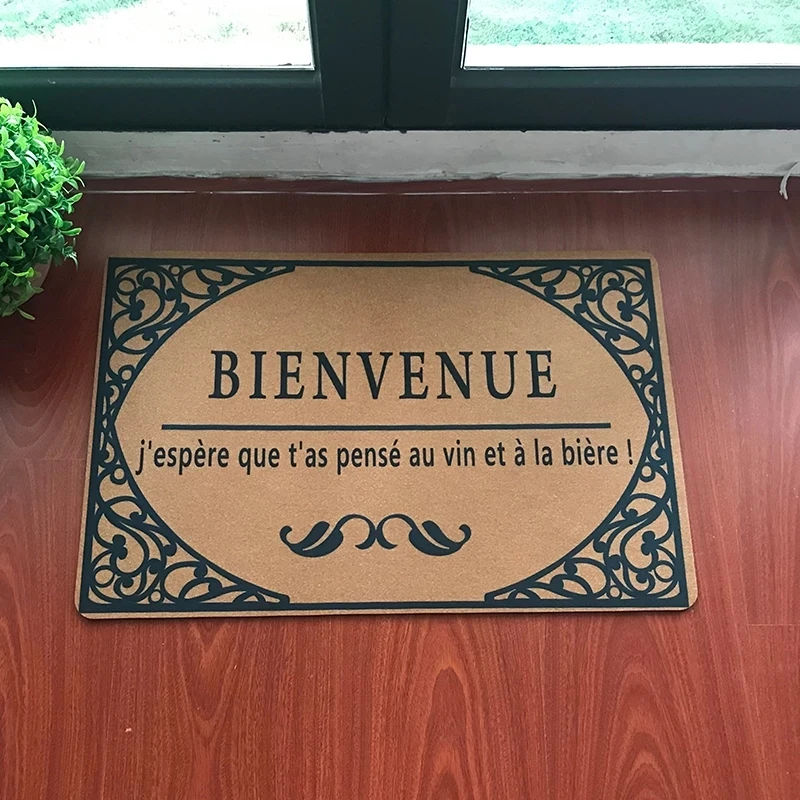 BIENVENUE
j'espère que t'as pensé au vin et à la bière !